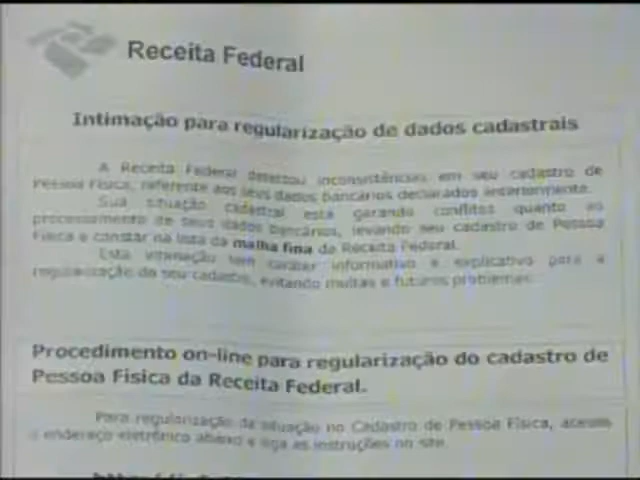 Receita Federal
Intimação para regularização de dados cadastrais
A Receita Federal detectou inconsistências em seu cadastro de
Pessoa Física, referente aos seus dados bancários declarados anteriormente.
Sua situação cadastral está gerando conflitos quanto ao
processamento de seus dados bancários, levando seu cadastro de Pessoa
Física a constar na lista da malha fina da Receita Federal.
Esta intimação tem caráter informativo e explicativo para a
regularização do seu cadastro, evitando multas e futuros problemas.
Procedimento on-line para regularização do cadastro de
Pessoa Física da Receita Federal.
Para regularização da situação no Cadastro de Pessoa Física, acesse
o endereço eletrônico abaixo e siga as instruções no site.